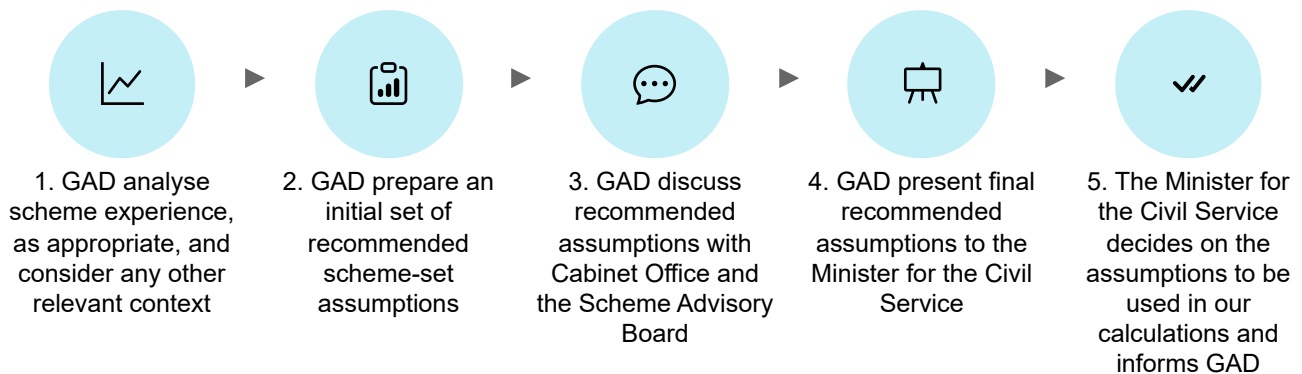 1. GAD analyse
scheme experience,
as appropriate, and
consider any other
relevant context
2. GAD prepare an
initial set of
recommended
scheme-set
assumptions
3. GAD discuss
recommended
assumptions with
Cabinet Office and
the Scheme Advisory
Board
4. GAD present final
recommended
assumptions to the
Minister for the Civil
Service
5. The Minister for
the Civil Service
decides on the
assumptions to be
used in our
calculations and
informs GAD